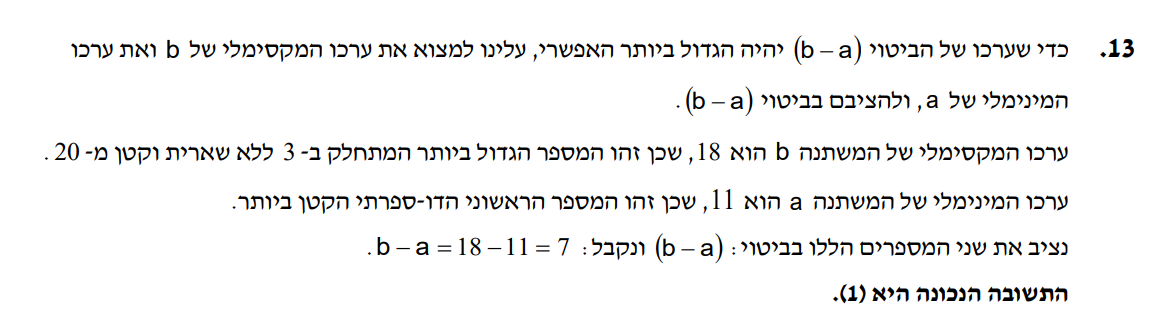 13. כדי שערכו של הביטוי (b – a) יהיה הגדול ביותר האפשרי, עלינו למצוא את ערכו המקסימלי של b ואת ערכו
המינימלי של a, ולהציבם בביטוי (b – a).
ערכו המקסימלי של המשתנה b הוא 18, שכן זהו המספר הגדול ביותר המתחלק ב- 3 ללא שארית וקטן מ- 20.
ערכו המינימלי של המשתנה a הוא 11, שכן זהו המספר הראשוני הדו-ספרתי הקטן ביותר.
נציב את שני המספרים הללו בביטוי: (b – a) ונקבל: b – a = 18 – 11 = 7.
התשובה הנכונה היא (1).